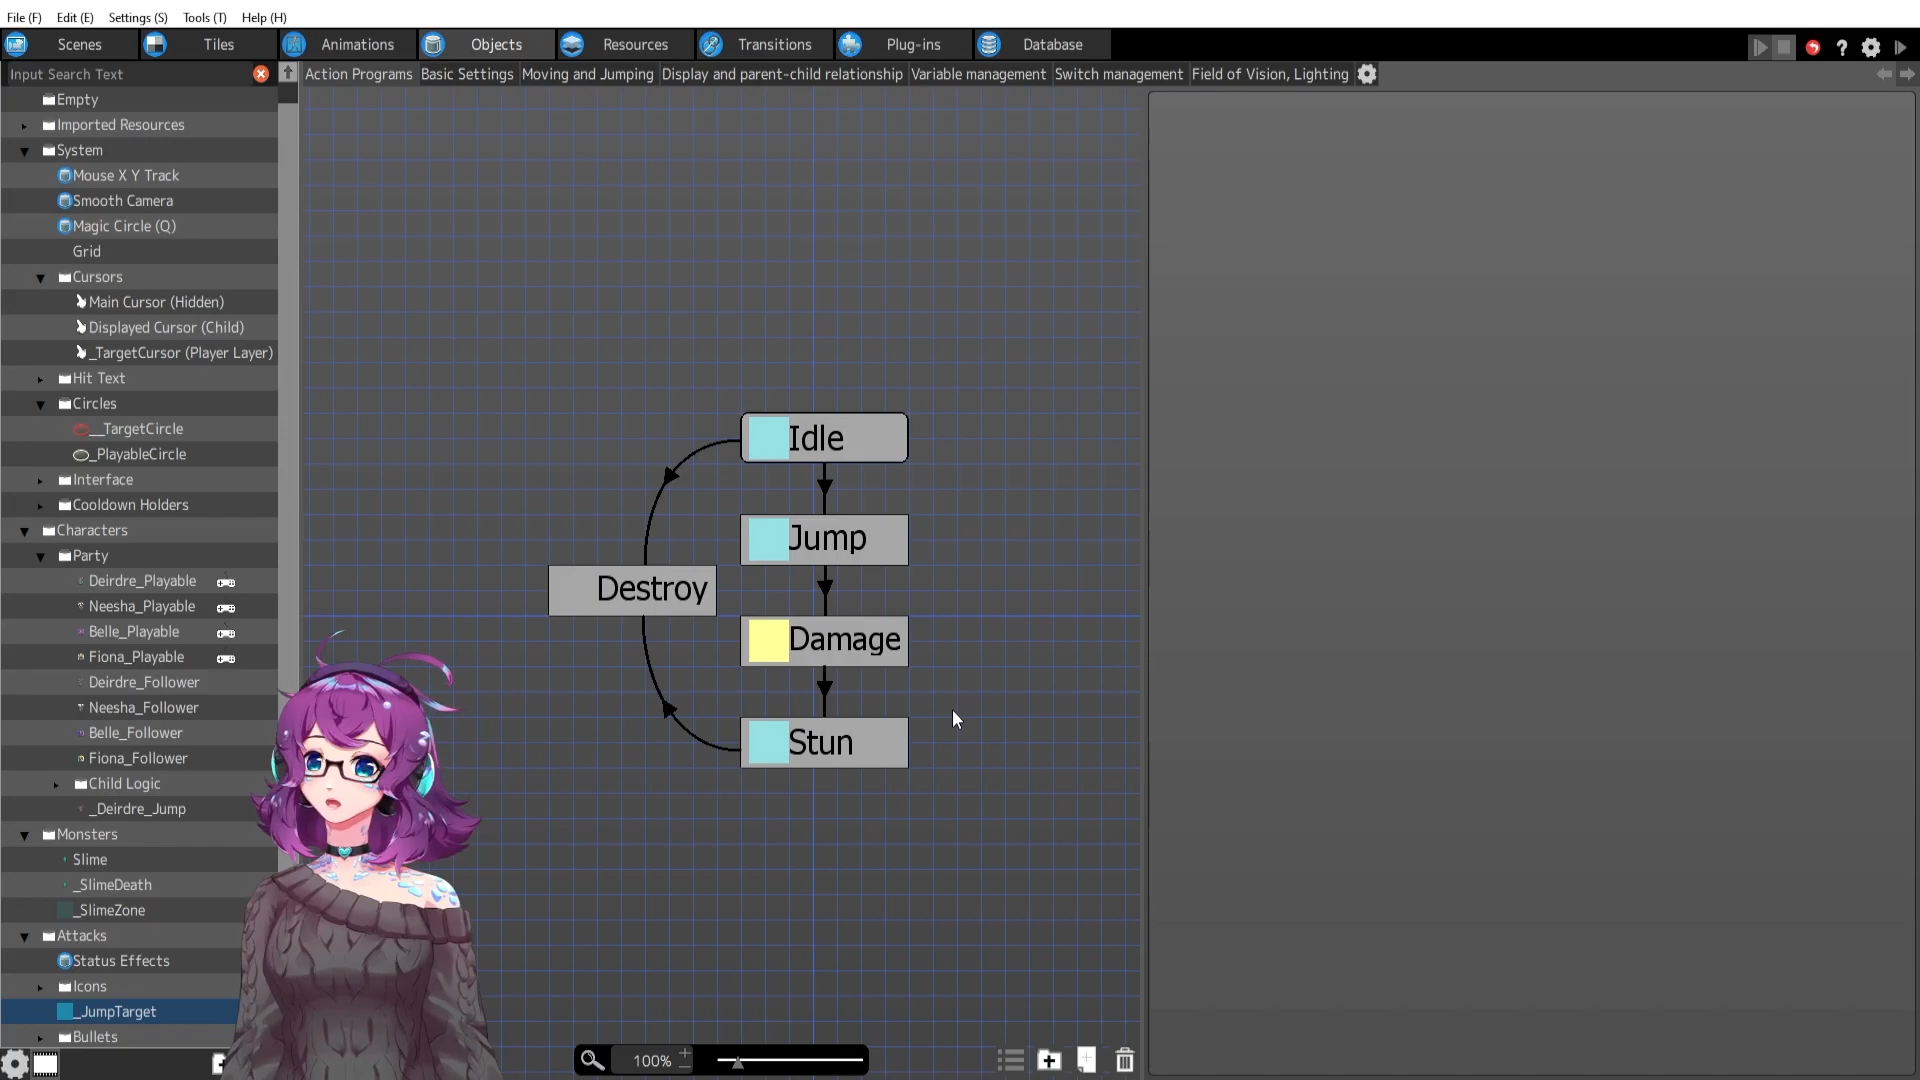 File (F) Edit (E) Settings (S) Tools (T) Help (H)
Scenes Tiles Animations Objects Resources Transitions Plug-ins Database
Input Search Text
Action Programs Basic Settings Moving and Jumping Display and parent-child relationship Variable management Switch management Field of Vision, Lighting
Empty
Imported Resources
System
Mouse X Y Track
Smooth Camera
Magic Circle (Q)
Grid
Cursors
Main Cursor (Hidden)
Displayed Cursor (Child)
_TargetCursor (Player Layer)
Hit Text
Circles
__TargetCircle
_PlayableCircle
Interface
Cooldown Holders
Characters
Party
Deirdre_Playable
Neesha_Playable
Belle_Playable
Fiona_Playable
Deirdre_Follower
Neesha_Follower
Belle_Follower
Fiona_Follower
Child Logic
_Deirdre_Jump
Monsters
Slime
_SlimeDeath
_SlimeZone
Attacks
Status Effects
Icons
_JumpTarget
Bullets
Idle
Jump
Destroy
Damage
Stun
100%